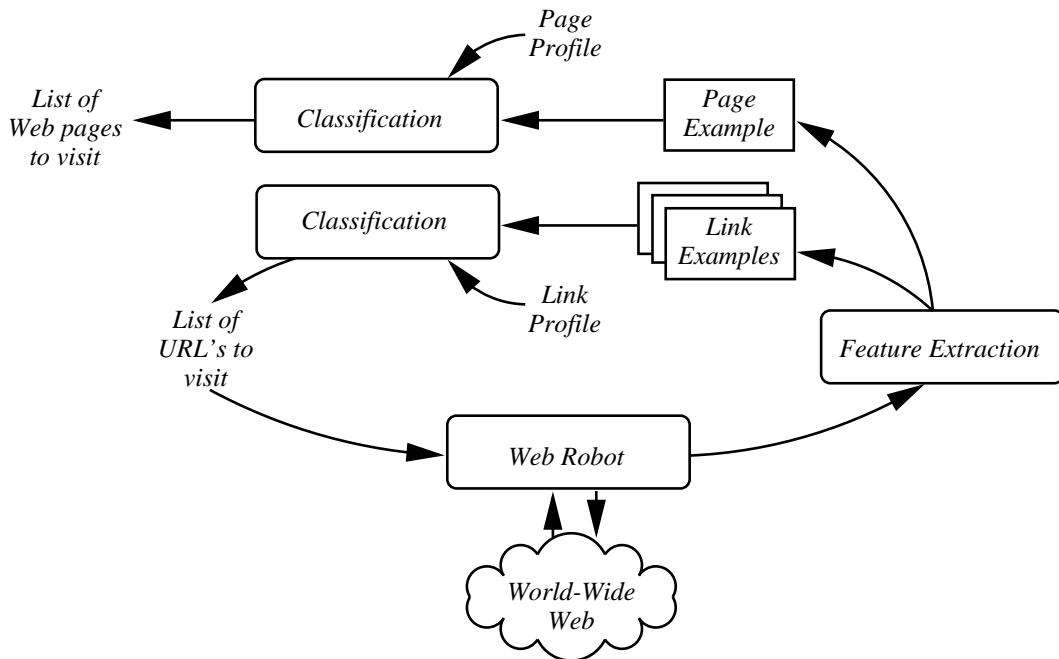 Page
Profile
List of
Web pages
to visit
Classification
Page
Example
Classification
Link
Examples
Link
Profile
List of
URL's to
visit
Feature Extraction
Web Robot
World-Wide
Web